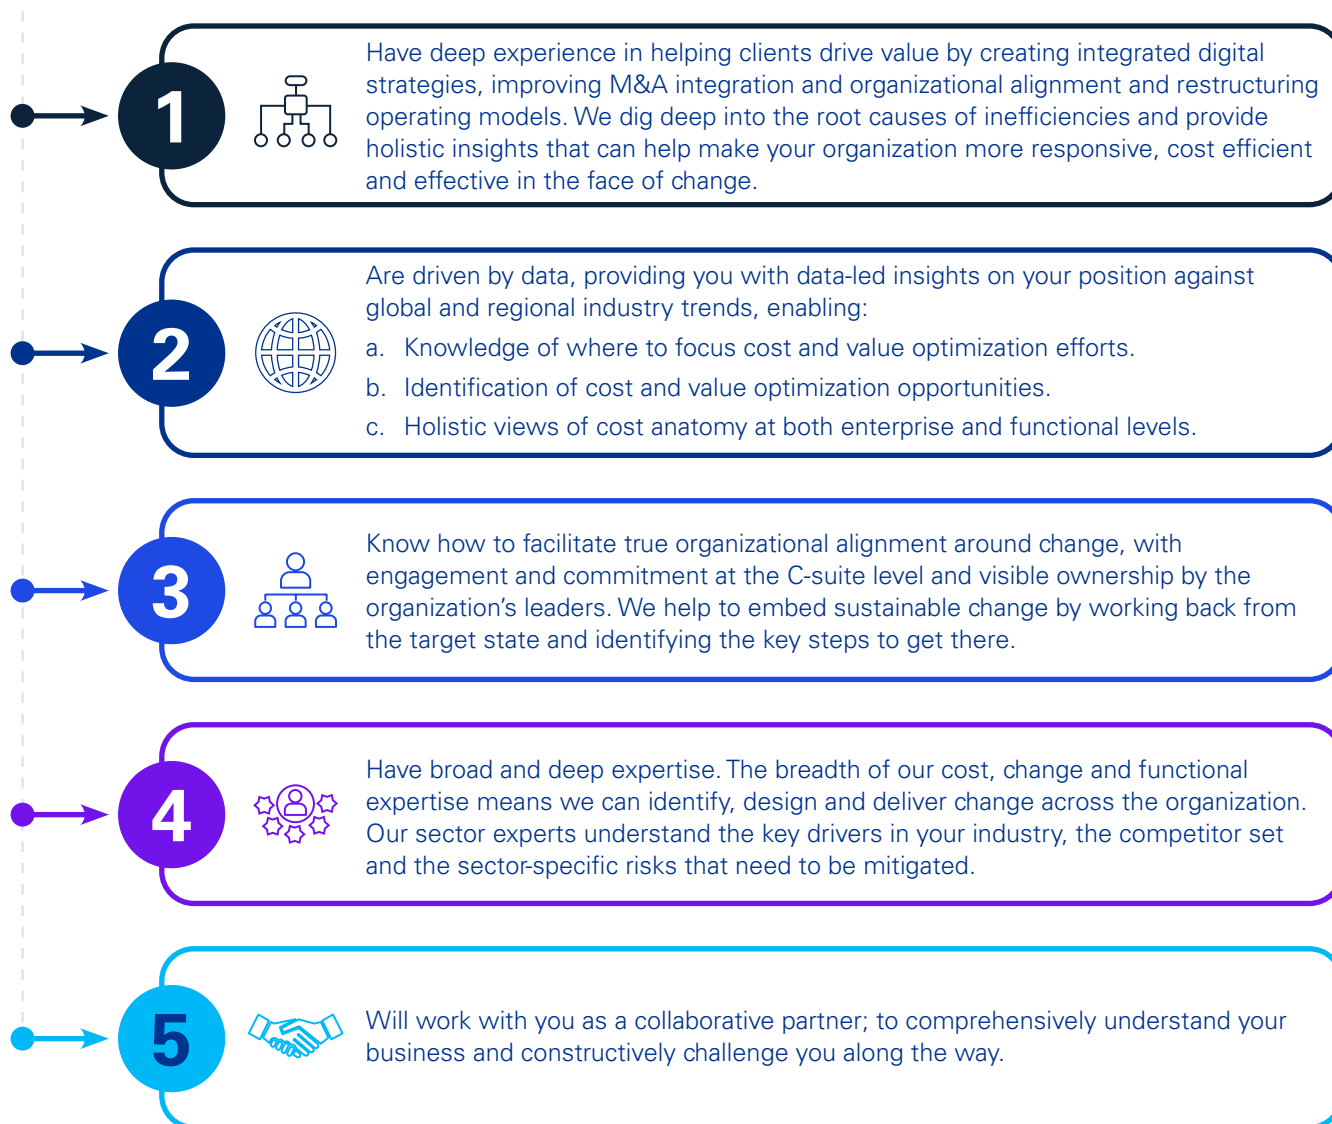 1
Have deep experience in helping clients drive value by creating integrated digital
strategies, improving M&A integration and organizational alignment and restructuring
operating models. We dig deep into the root causes of inefficiencies and provide
holistic insights that can help make your organization more responsive, cost efficient
and effective in the face of change.
2
Are driven by data, providing you with data-led insights on your position against
global and regional industry trends, enabling:
a. Knowledge of where to focus cost and value optimization efforts.
b. Identification of cost and value optimization opportunities.
c. Holistic views of cost anatomy at both enterprise and functional levels.
3
Know how to facilitate true organizational alignment around change, with
engagement and commitment at the C-suite level and visible ownership by the
organization’s leaders. We help to embed sustainable change by working back from
the target state and identifying the key steps to get there.
4
Have broad and deep expertise. The breadth of our cost, change and functional
expertise means we can identify, design and deliver change across the organization.
Our sector experts understand the key drivers in your industry, the competitor set
and the sector-specific risks that need to be mitigated.
5
Will work with you as a collaborative partner; to comprehensively understand your
business and constructively challenge you along the way.